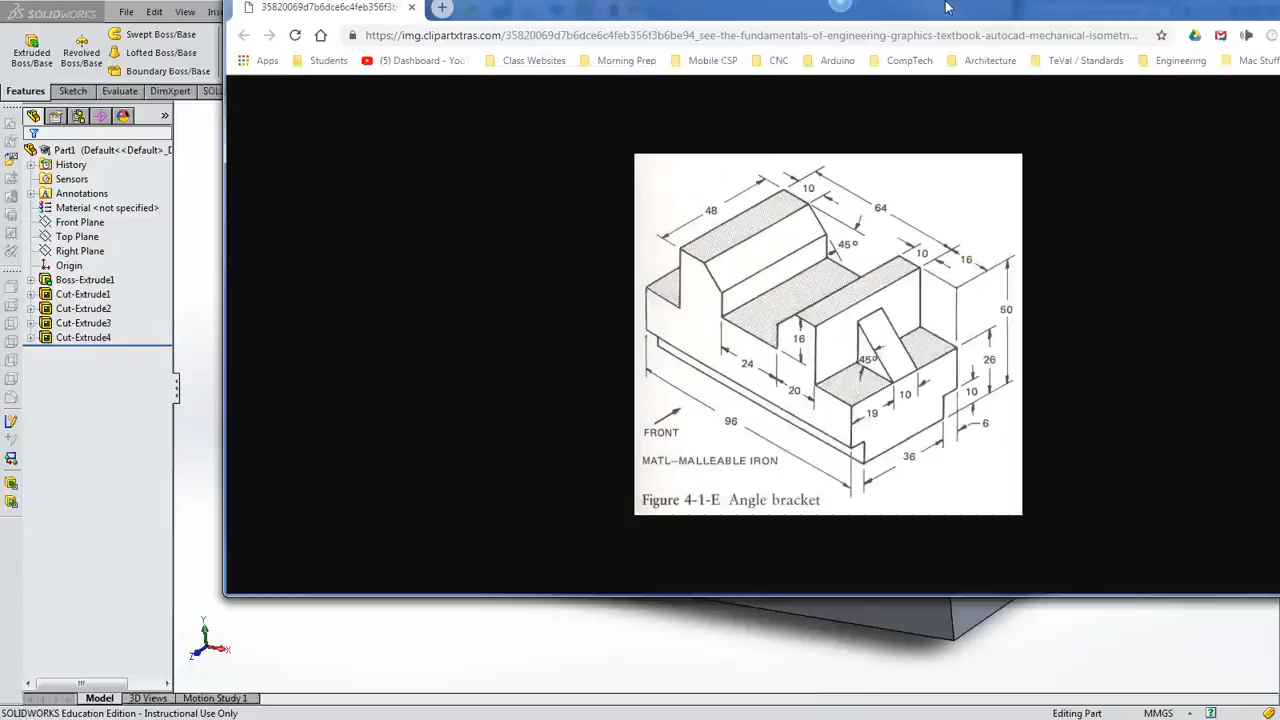 SOLIDWORKS File Edit View Inse
35820069d7b6dce6c4feb356f3b
https://img.clipartxtras.com/35820069d7b6dce6c4feb356f3b6be94_see-the-fundamentals-of-engineering-graphics-textbook-autocad-mechanical-isometri...
Apps Students (5) Dashboard - You Class Websites Morning Prep Mobile CSP CNC Arduino CompTech Architecture TeVal / Standards Engineering Mac Stuff
Extruded Boss/Base
Revolved Boss/Base
Swept Boss/Base
Lofted Boss/Base
Boundary Boss/Base
Features Sketch Evaluate DimXpert SOL
Part1 (Default<<Default>_D
History
Sensors
Annotations
Material <not specified>
Front Plane
Top Plane
Right Plane
Origin
Boss-Extrude1
Cut-Extrude1
Cut-Extrude2
Cut-Extrude3
Cut-Extrude4
10
48
64
45°
10
16
50
16
26
24
45°
20
10
10
19
6
96
36
FRONT
MATL—MALLEABLE IRON
Figure 4-1-E Angle bracket
Y
X
Z
Model 3D Views Motion Study 1
SOLIDWORKS Education Edition - Instructional Use Only
Editing Part MMGS